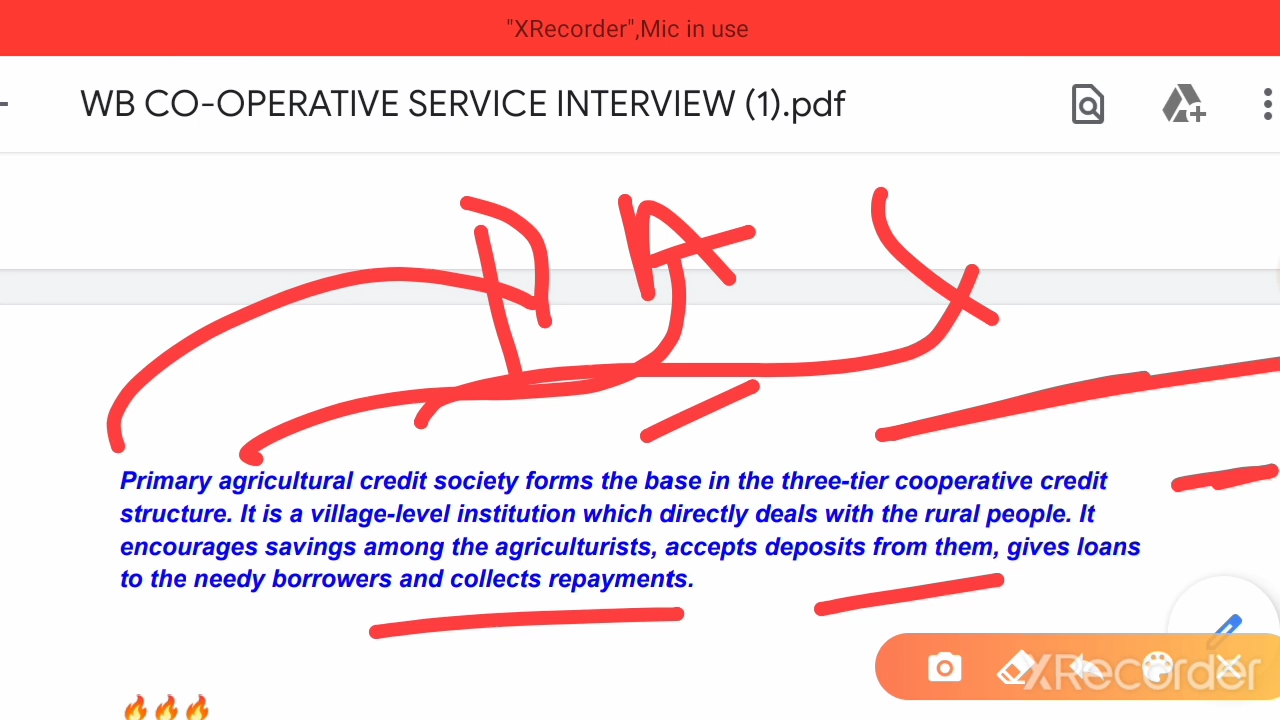 "XRecorder",Mic in use
WB CO-OPERATIVE SERVICE INTERVIEW (1).pdf
P A
Primary agricultural credit society forms the base in the three-tier cooperative credit
structure. It is a village-level institution which directly deals with the rural people. It
encourages savings among the agriculturists, accepts deposits from them, gives loans
to the needy borrowers and collects repayments.
XRecorder